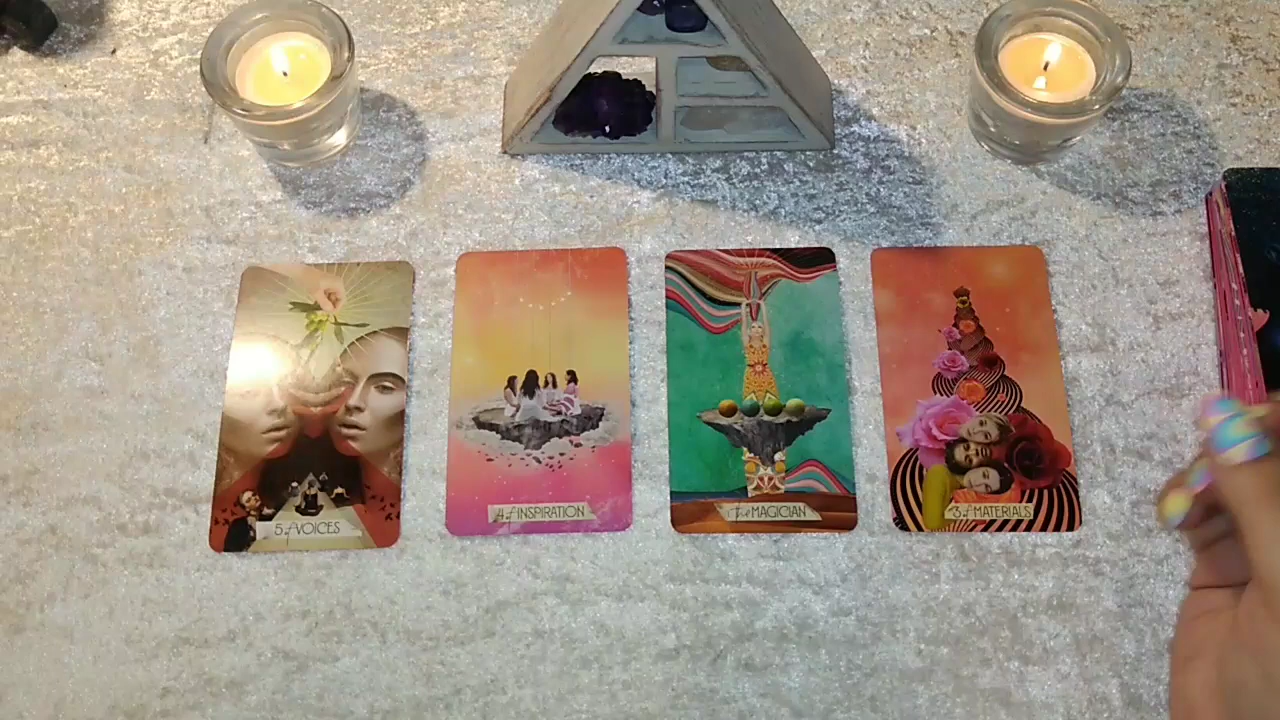 5 of VOICES
4 of INSPIRATION
the MAGICIAN
3 of MATERIALS